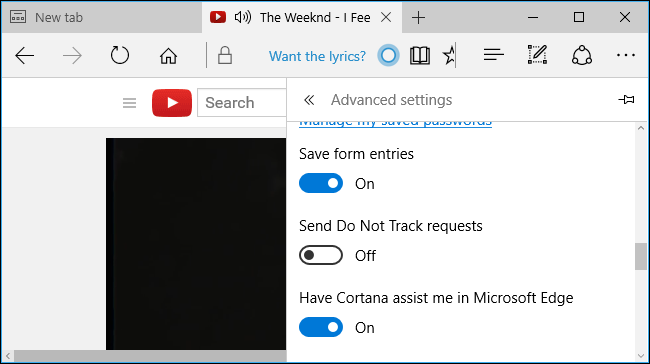 New tab
The Weeknd - I Fee
Want the lyrics?
Search
Advanced settings
Manage my saved passwords
Save form entries
On
Send Do Not Track requests
Off
Have Cortana assist me in Microsoft Edge
On